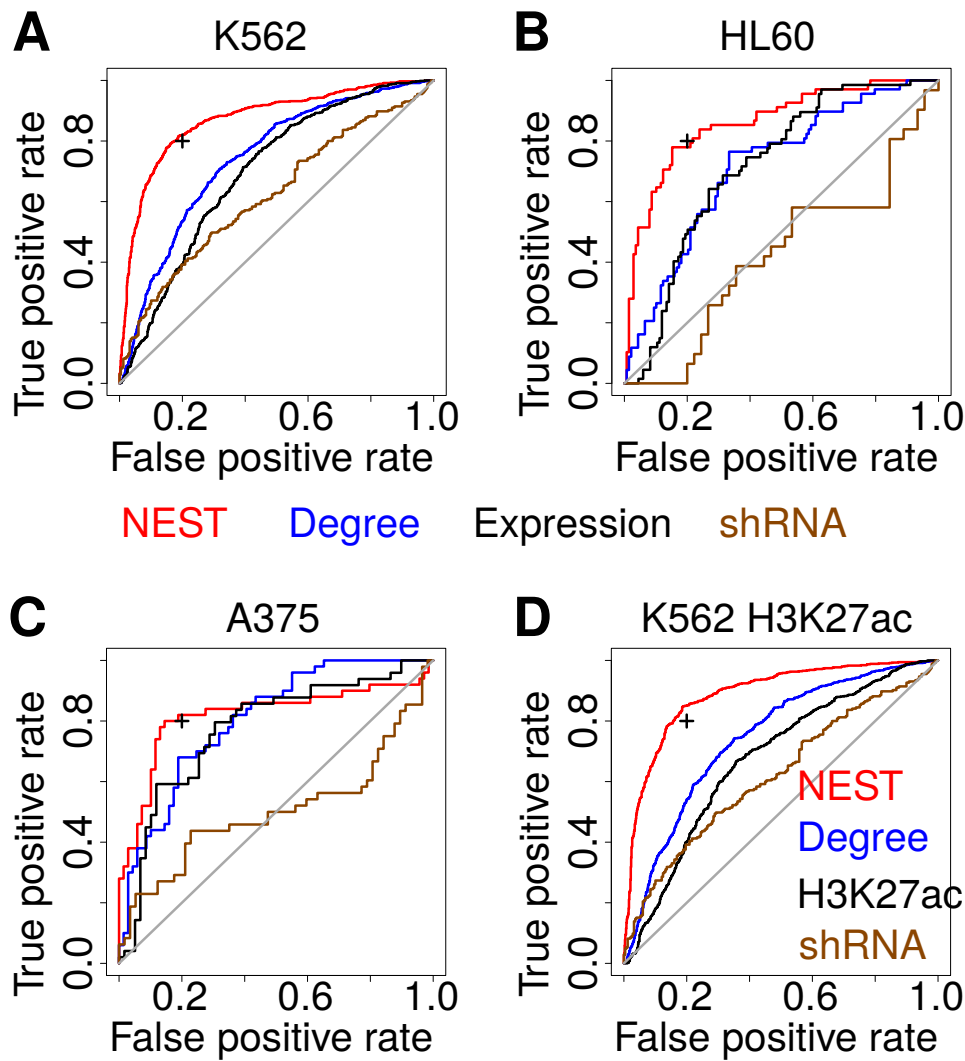 A
K562
True positive rate
0.0 0.4 0.8
0.2 0.6 1.0
False positive rate
B
HL60
True positive rate
0.0 0.4 0.8
0.2 0.6 1.0
False positive rate
NEST Degree Expression shRNA
C
A375
True positive rate
0.0 0.4 0.8
0.2 0.6 1.0
False positive rate
D
K562 H3K27ac
True positive rate
0.0 0.4 0.8
NEST
Degree
H3K27ac
shRNA
0.2 0.6 1.0
False positive rate